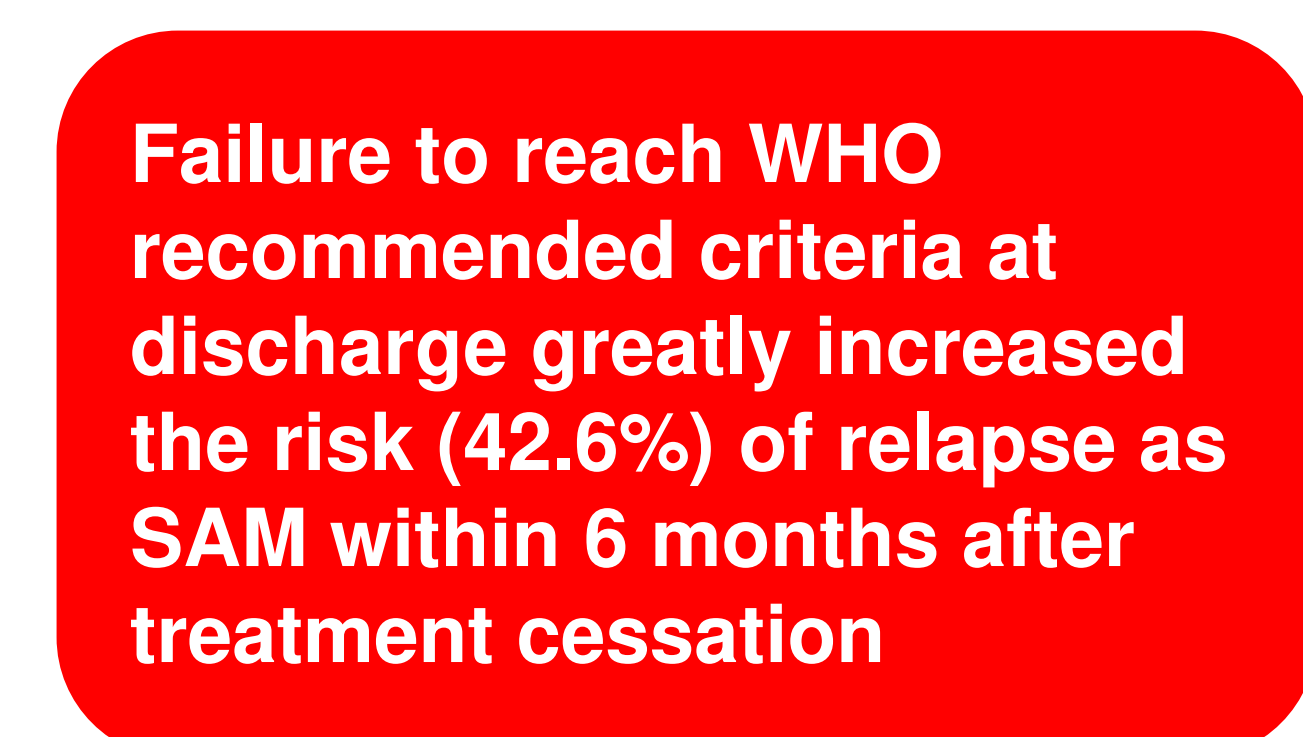 Failure to reach WHO
recommended criteria at
discharge greatly increased
the risk (42.6%) of relapse as
SAM within 6 months after
treatment cessation